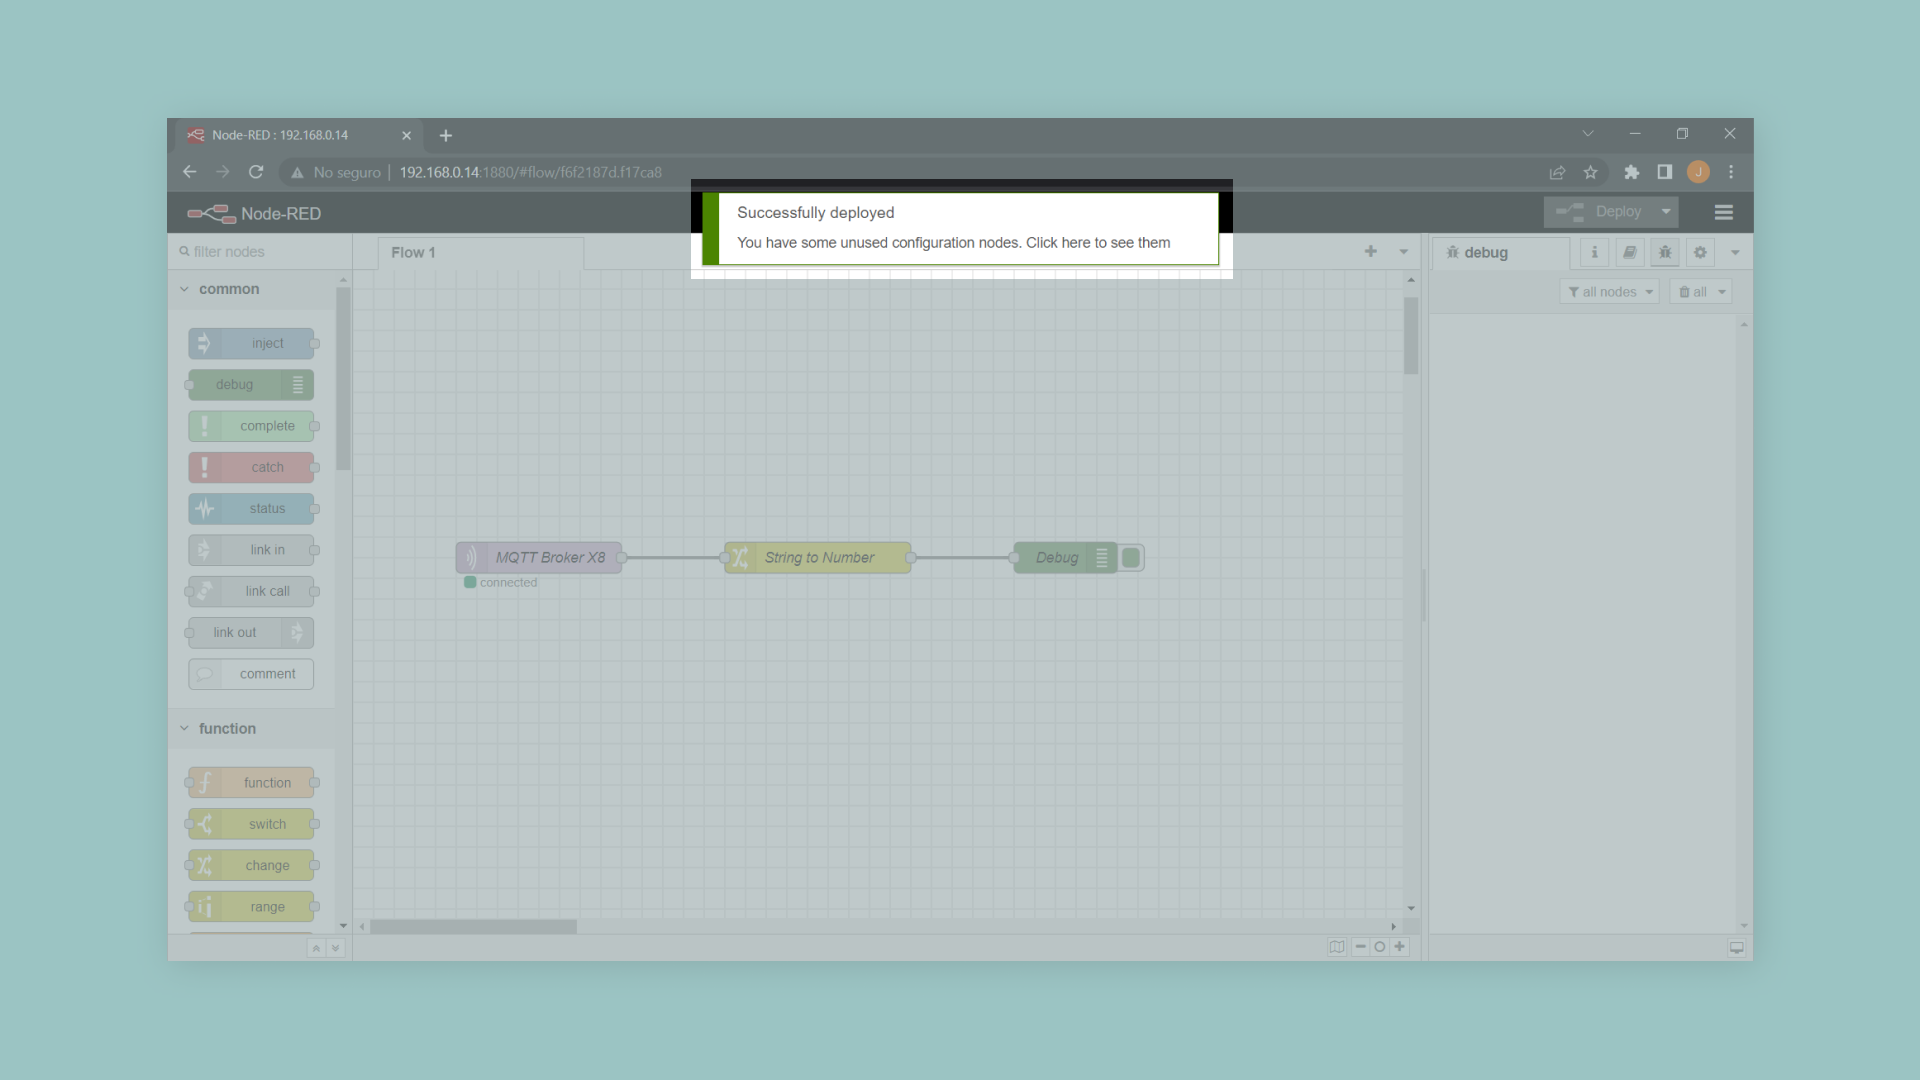 Node-RED : 192.168.0.14
No seguro
192.168.0.14:1880/#flow/f6f2187d.f17ca8
J
Node-RED
Successfully deployed
You have some unused configuration nodes. Click here to see them
Deploy
filter nodes
Flow 1
debug
i
all nodes
all
common
inject
debug
complete
catch
status
link in
link call
link out
comment
function
function
switch
change
range
MQTT Broker X8
connected
String to Number
Debug